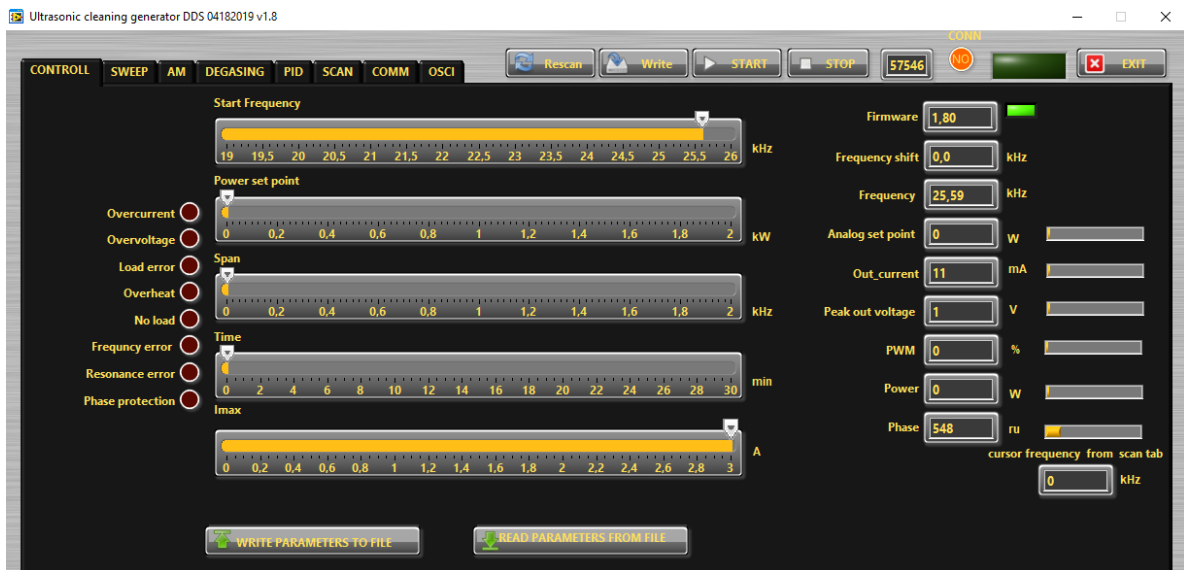 Ultrasonic cleaning generator DDS 04182019 v1.8
CONN
CONTROLL SWEEP AM DEGASING PID SCAN COMM OSCI Rescan Write START STOP 57546 NO EXIT
Start Frequency
19 19,5 20 20,5 21 21,5 22 22,5 23 23,5 24 24,5 25 25,5 26 kHz
Power set point
0 0,2 0,4 0,6 0,8 1 1,2 1,4 1,6 1,8 2 kW
Span
0 0,2 0,4 0,6 0,8 1 1,2 1,4 1,6 1,8 2 kHz
Time
0 2 4 6 8 10 12 14 16 18 20 22 24 26 28 30 min
Imax
0 0,2 0,4 0,6 0,8 1 1,2 1,4 1,6 1,8 2 2,2 2,4 2,6 2,8 3 A
Overcurrent
Overvoltage
Load error
Overheat
No load
Frequncy error
Resonance error
Phase protection
Firmware 1,80
Frequency shift 0,0 kHz
Frequency 25,59 kHz
Analog set point 0 W
Out_current 11 mA
Peak out voltage 1 V
PWM 0 %
Power 0 W
Phase 548 ru
cursor frequency from scan tab
0 kHz
WRITE PARAMETERS TO FILE
READ PARAMETERS FROM FILE